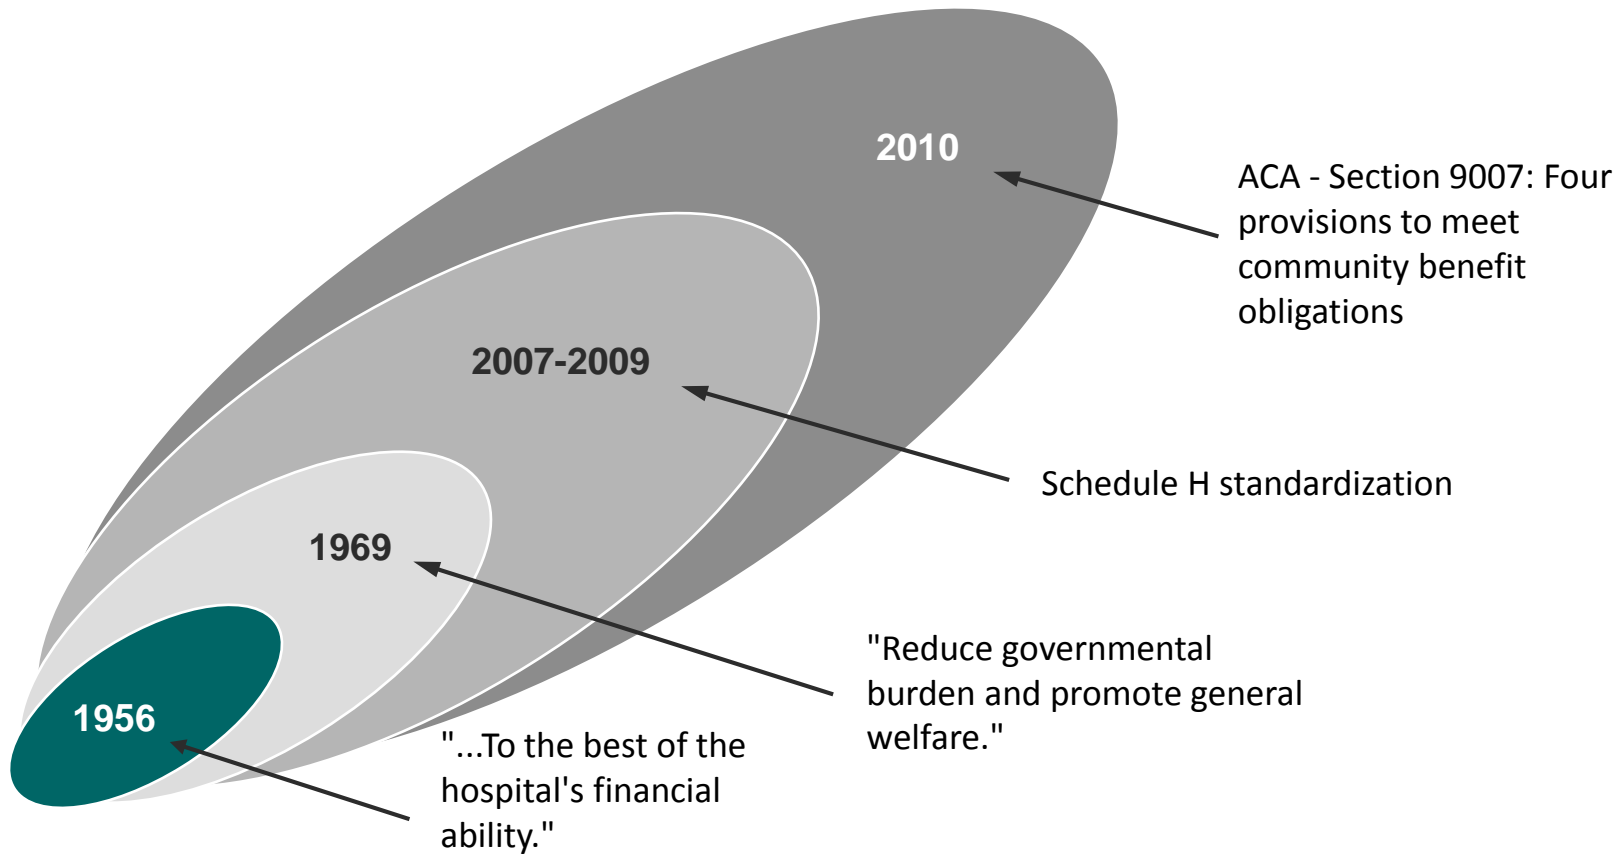 2010
ACA - Section 9007: Four
provisions to meet
community benefit
obligations
2007-2009
Schedule H standardization
1969
"Reduce governmental
burden and promote general
welfare."
1956
"...To the best of the
hospital's financial
ability."